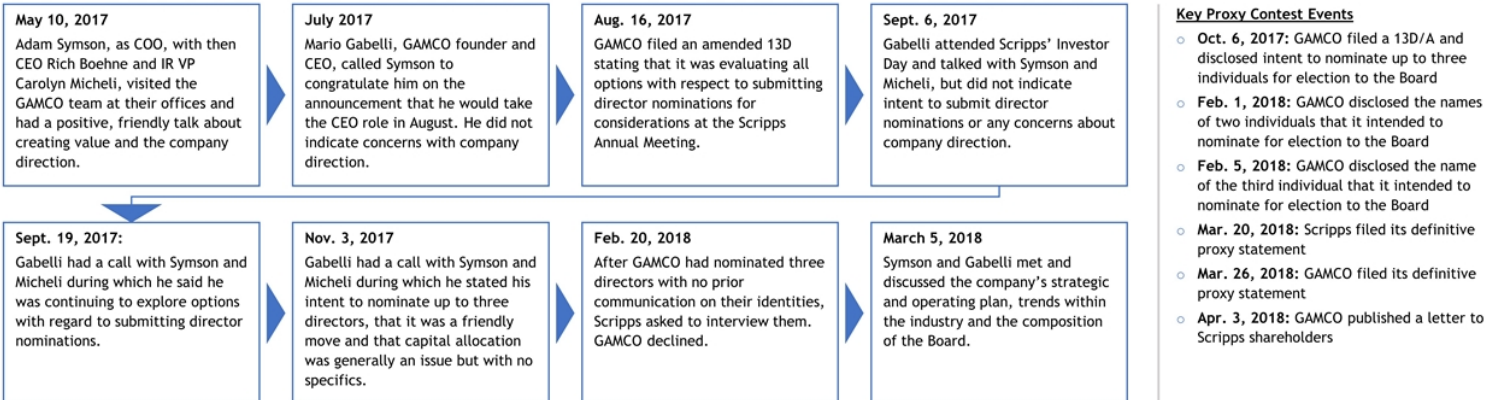 May 10, 2017
Adam Symson, as COO, with then
CEO Rich Boehne and IR VP
Carolyn Micheli, visited the
GAMCO team at their offices and
had a positive, friendly talk about
creating value and the company
direction.
July 2017
Mario Gabelli, GAMCO founder and
CEO, called Symson to
congratulate him on the
announcement that he would take
the CEO role in August. He did not
indicate concerns with company
direction.
Aug. 16, 2017
GAMCO filed an amended 13D
stating that it was evaluating all
options with respect to submitting
director nominations for
considerations at the Scripps
Annual Meeting.
Sept. 6, 2017
Gabelli attended Scripps’ Investor
Day and talked with Symson and
Micheli, but did not indicate
intent to submit director
nominations or any concerns about
company direction.
Sept. 19, 2017:
Gabelli had a call with Symson and
Micheli during which he said he
was continuing to explore options
with regard to submitting director
nominations.
Nov. 3, 2017
Gabelli had a call with Symson and
Micheli during which he stated his
intent to nominate up to three
directors, that it was a friendly
move and that capital allocation
was generally an issue but with no
specifics.
Feb. 20, 2018
After GAMCO had nominated three
directors with no prior
communication on their identities,
Scripps asked to interview them.
GAMCO declined.
March 5, 2018
Symson and Gabelli met and
discussed the company’s strategic
and operating plan, trends within
the industry and the composition
of the Board.
Key Proxy Contest Events
○ Oct. 6, 2017: GAMCO filed a 13D/A and
disclosed intent to nominate up to three
individuals for election to the Board
○ Feb. 1, 2018: GAMCO disclosed the names
of two individuals that it intended to
nominate for election to the Board
○ Feb. 5, 2018: GAMCO disclosed the name
of the third individual that it intended to
nominate for election to the Board
○ Mar. 20, 2018: Scripps filed its definitive
proxy statement
○ Mar. 26, 2018: GAMCO filed its definitive
proxy statement
○ Apr. 3, 2018: GAMCO published a letter to
Scripps shareholders